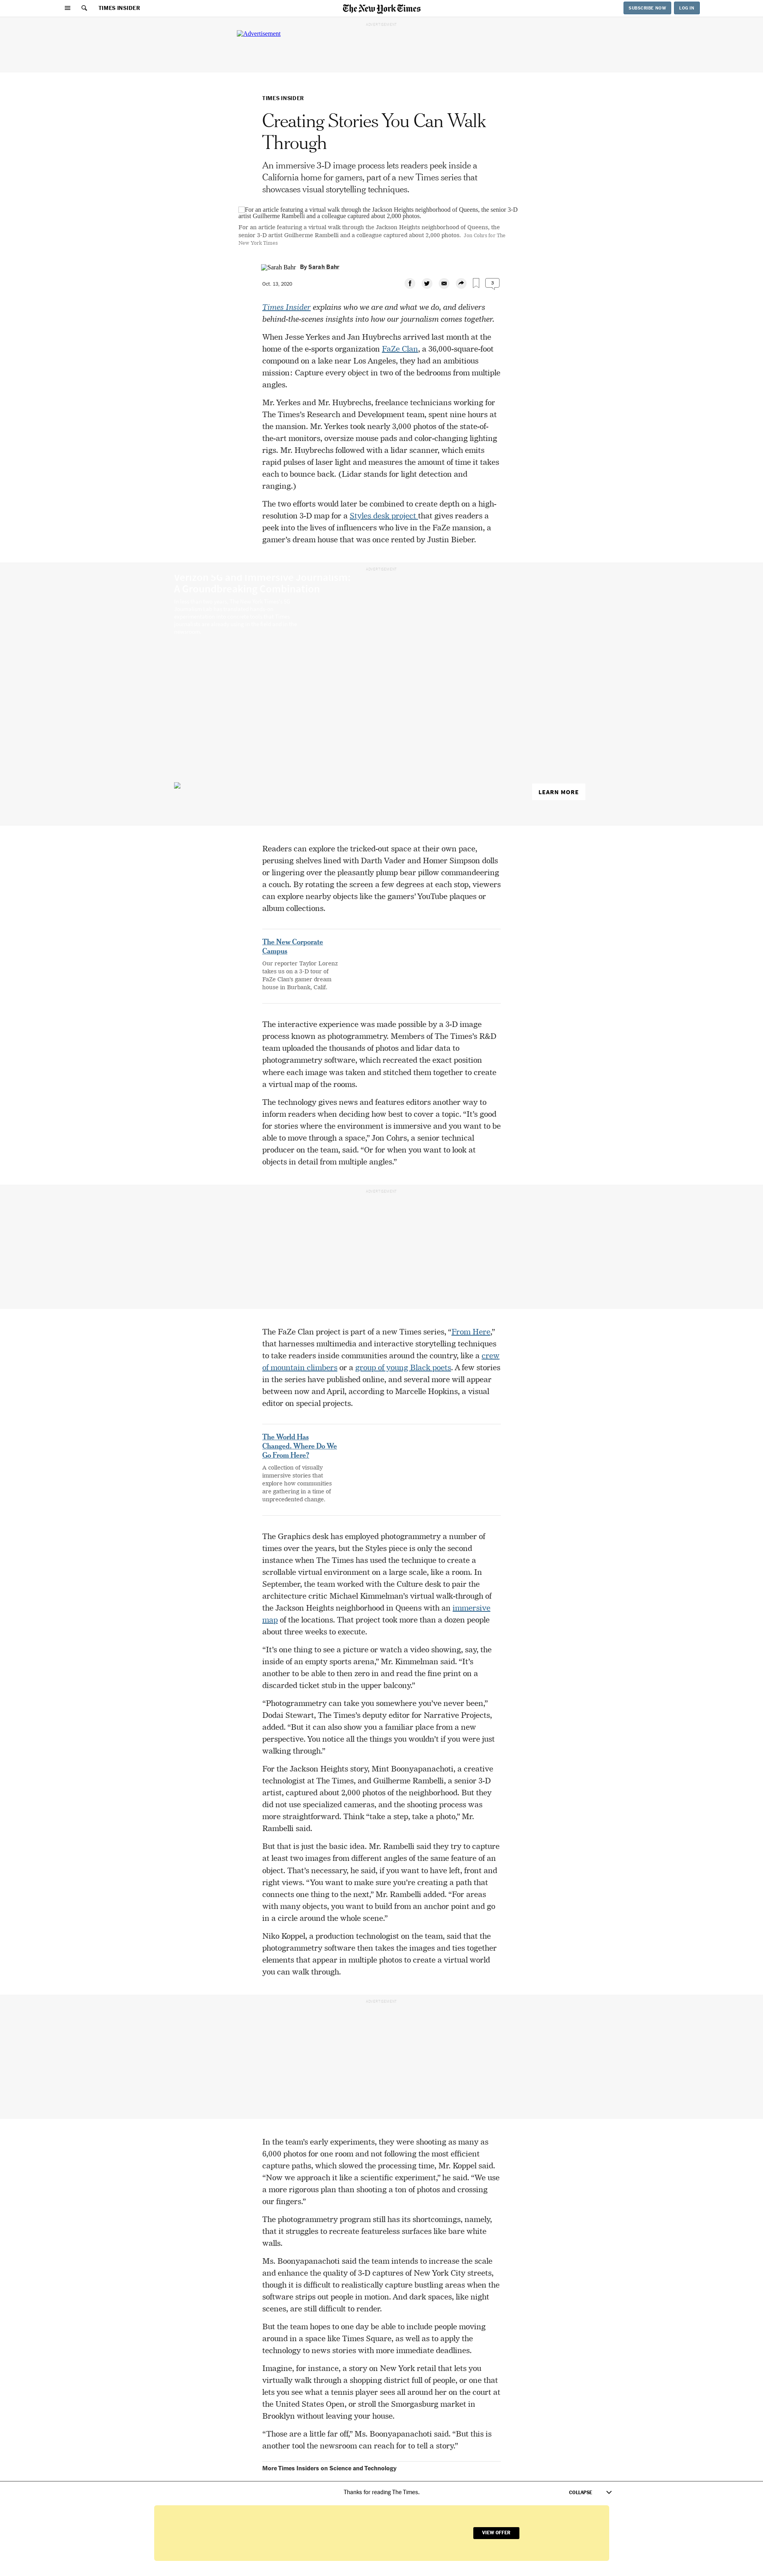 TIMES INSIDER
The New York Times
SUBSCRIBE NOW
LOG IN
ADVERTISEMENT
Advertisement
TIMES INSIDER
Creating Stories You Can Walk
Through
An immersive 3-D image process lets readers peek inside a
California home for gamers, part of a new Times series that
showcases visual storytelling techniques.
For an article featuring a virtual walk through the Jackson Heights neighborhood of Queens, the senior 3-D
artist Guilherme Rambelli and a colleague captured about 2,000 photos.
For an article featuring a virtual walk through the Jackson Heights neighborhood of Queens, the
senior 3-D artist Guilherme Rambelli and a colleague captured about 2,000 photos. Jon Cohrs for The
New York Times
Sarah Bahr
By Sarah Bahr
Oct. 13, 2020
3
Times Insider explains who we are and what we do, and delivers
behind-the-scenes insights into how our journalism comes together.
When Jesse Yerkes and Jan Huybrechs arrived last month at the
home of the e-sports organization FaZe Clan, a 36,000-square-foot
compound on a lake near Los Angeles, they had an ambitious
mission: Capture every object in two of the bedrooms from multiple
angles.
Mr. Yerkes and Mr. Huybrechs, freelance technicians working for
The Times's Research and Development team, spent nine hours at
the mansion. Mr. Yerkes took nearly 3,000 photos of the state-of-
the-art monitors, oversize mouse pads and color-changing lighting
rigs. Mr. Huybrechs followed with a lidar scanner, which emits
rapid pulses of laser light and measures the amount of time it takes
each to bounce back. (Lidar stands for light detection and
ranging.)
The two efforts would later be combined to create depth on a high-
resolution 3-D map for a Styles desk project that gives readers a
peek into the lives of influencers who live in the FaZe mansion, a
gamer's dream house that was once rented by Justin Bieber.
ADVERTISEMENT
LEARN MORE
Readers can explore the tricked-out space at their own pace,
perusing shelves lined with Darth Vader and Homer Simpson dolls
or lingering over the pleasantly plump bear pillow commandeering
a couch. By rotating the screen a few degrees at each stop, viewers
can explore nearby objects like the gamers' YouTube plaques or
album collections.
The New Corporate
Campus
Our reporter Taylor Lorenz
takes us on a 3-D tour of
FaZe Clan's gamer dream
house in Burbank, Calif.
The interactive experience was made possible by a 3-D image
process known as photogrammetry. Members of The Times's R&D
team uploaded the thousands of photos and lidar data to
photogrammetry software, which recreated the exact position
where each image was taken and stitched them together to create
a virtual map of the rooms.
The technology gives news and features editors another way to
inform readers when deciding how best to cover a topic. “It's good
for stories where the environment is immersive and you want to be
able to move through a space,” Jon Cohrs, a senior technical
producer on the team, said. “Or for when you want to look at
objects in detail from multiple angles.”
ADVERTISEMENT
The FaZe Clan project is part of a new Times series, “From Here,”
that harnesses multimedia and interactive storytelling techniques
to take readers inside communities around the country, like a crew
of mountain climbers or a group of young Black poets. A few stories
in the series have published online, and several more will appear
between now and April, according to Marcelle Hopkins, a visual
editor on special projects.
The World Has
Changed. Where Do We
Go From Here?
A collection of visually
immersive stories that
explore how communities
are gathering in a time of
unprecedented change.
The Graphics desk has employed photogrammetry a number of
times over the years, but the Styles piece is only the second
instance when The Times has used the technique to create a
scrollable virtual environment on a large scale, like a room. In
September, the team worked with the Culture desk to pair the
architecture critic Michael Kimmelman's virtual walk-through of
the Jackson Heights neighborhood in Queens with an immersive
map of the locations. That project took more than a dozen people
about three weeks to execute.
“It's one thing to see a picture or watch a video showing, say, the
inside of an empty sports arena,” Mr. Kimmelman said. “It's
another to be able to then zero in and read the fine print on a
discarded ticket stub in the upper balcony.”
“Photogrammetry can take you somewhere you've never been,”
Dodai Stewart, The Times's deputy editor for Narrative Projects,
added. “But it can also show you a familiar place from a new
perspective. You notice all the things you wouldn't if you were just
walking through.”
For the Jackson Heights story, Mint Boonyapanachoti, a creative
technologist at The Times, and Guilherme Rambelli, a senior 3-D
artist, captured about 2,000 photos of the neighborhood. But they
did not use specialized cameras, and the shooting process was
more straightforward. Think “take a step, take a photo,” Mr.
Rambelli said.
But that is just the basic idea. Mr. Rambelli said they try to capture
at least two images from different angles of the same feature of an
object. That's necessary, he said, if you want to have left, front and
right views. “You want to make sure you're creating a path that
connects one thing to the next,” Mr. Rambelli added. “For areas
with many objects, you want to build from an anchor point and go
in a circle around the whole scene.”
Niko Koppel, a production technologist on the team, said that the
photogrammetry software then takes the images and ties together
elements that appear in multiple photos to create a virtual world
you can walk through.
ADVERTISEMENT
In the team's early experiments, they were shooting as many as
6,000 photos for one room and not following the most efficient
capture paths, which slowed the processing time, Mr. Koppel said.
“Now we approach it like a scientific experiment,” he said. “We use
a more rigorous plan than shooting a ton of photos and crossing
our fingers.”
The photogrammetry program still has its shortcomings, namely,
that it struggles to recreate featureless surfaces like bare white
walls.
Ms. Boonyapanachoti said the team intends to increase the scale
and enhance the quality of 3-D captures of New York City streets,
though it is difficult to realistically capture bustling areas when the
software strips out people in motion. And dark spaces, like night
scenes, are still difficult to render.
But the team hopes to one day be able to include people moving
around in a space like Times Square, as well as to apply the
technology to news stories with more immediate deadlines.
Imagine, for instance, a story on New York retail that lets you
virtually walk through a shopping district full of people, or one that
lets you see what a tennis player sees all around her on the court at
the United States Open, or stroll the Smorgasburg market in
Brooklyn without leaving your house.
“Those are a little far off,” Ms. Boonyapanachoti said. “But this is
another tool the newsroom can reach for to tell a story.”
More Times Insiders on Science and Technology
Thanks for reading The Times.
COLLAPSE
VIEW OFFER